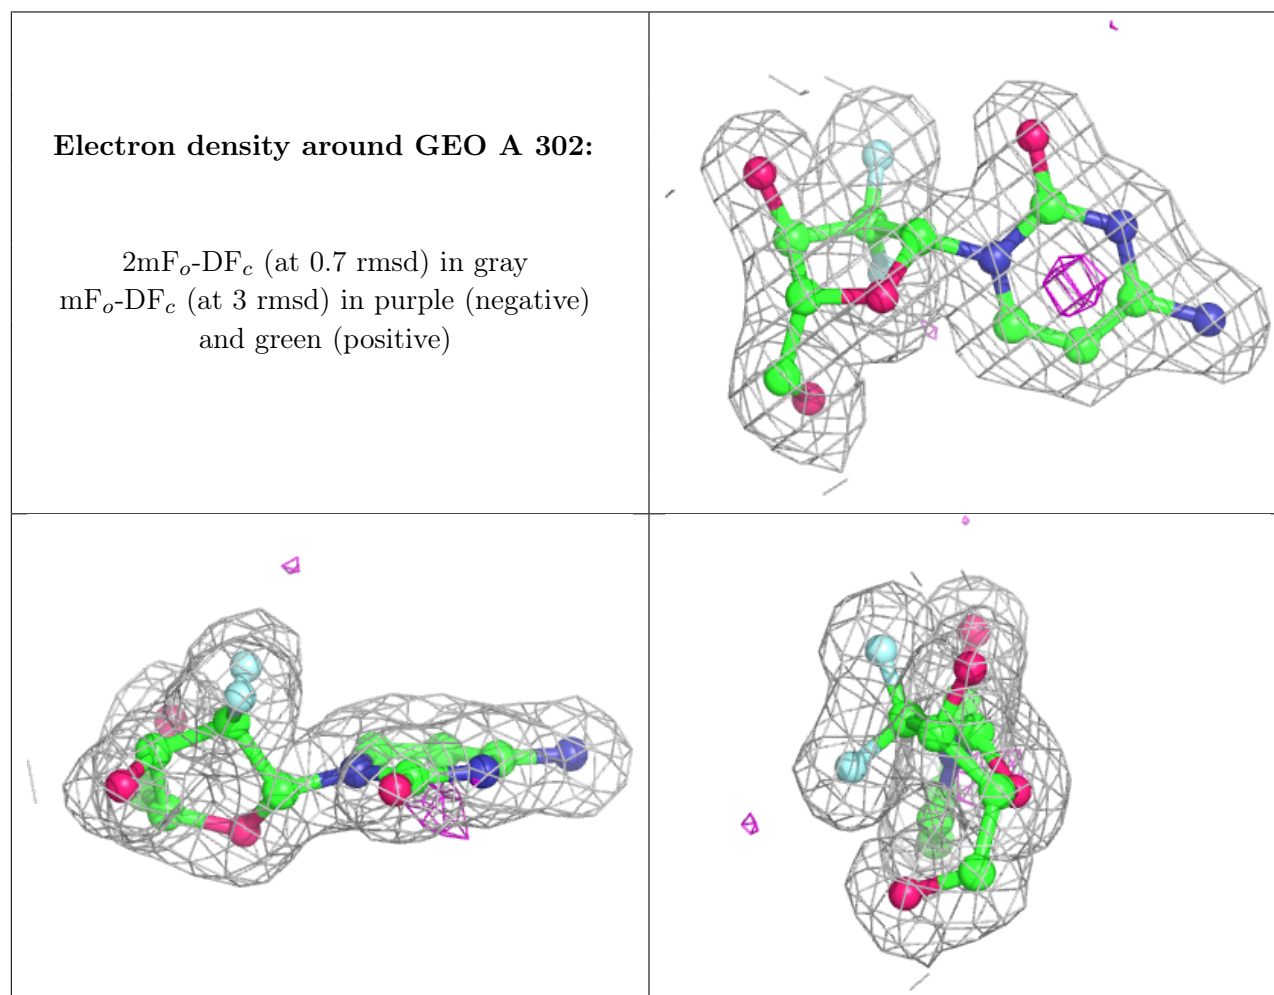 Electron density around GEO A 302:
2mFₒ-DF𝒸 (at 0.7 rmsd) in gray
mFₒ-DF𝒸 (at 3 rmsd) in purple (negative)
and green (positive)